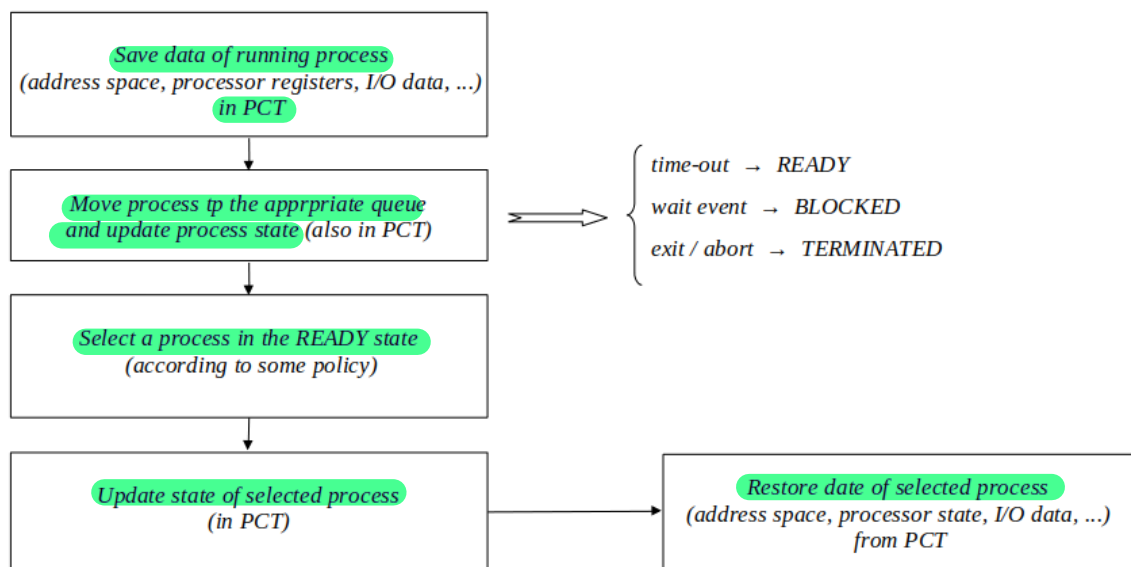 Save data of running process
(address space, processor registers, I/O data, ...)
in PCT
Move process tp the apprpriate queue
and update process state (also in PCT)
time-out → READY
wait event → BLOCKED
exit / abort → TERMINATED
Select a process in the READY state
(according to some policy)
Update state of selected process
(in PCT)
Restore date of selected process
(address space, processor state, I/O data, ...)
from PCT